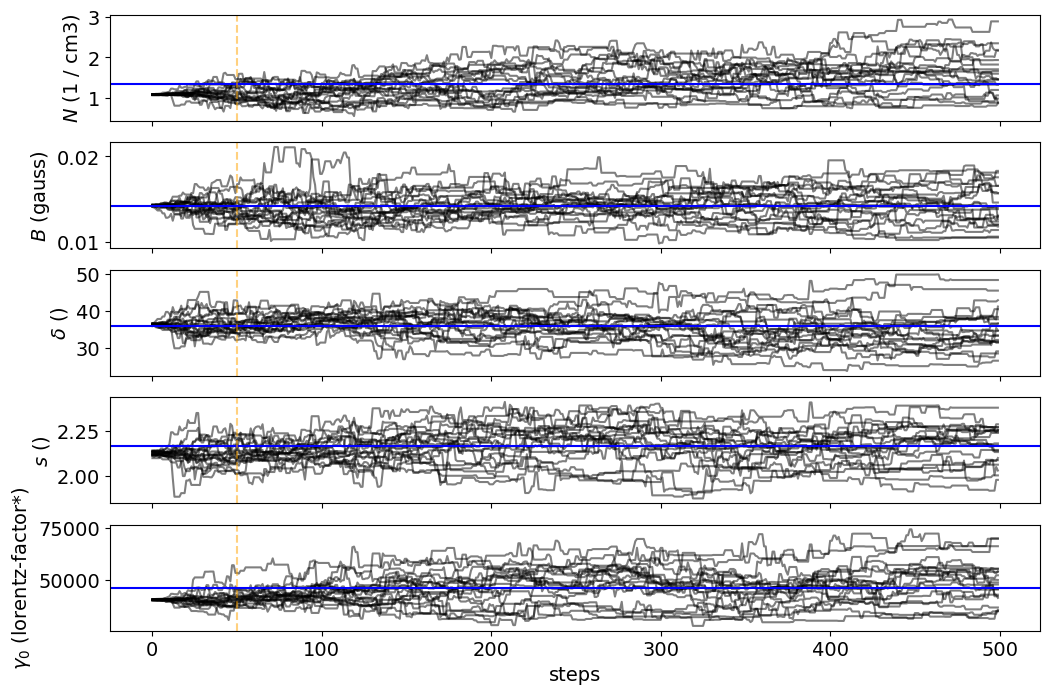 N (1 / cm3)
3
2
1
B (gauss)
0.02
0.01
δ ()
50
40
30
s ()
2.25
2.00
γ0 (lorentz-factor*)
75000
50000
0 100 200 300 400 500
steps